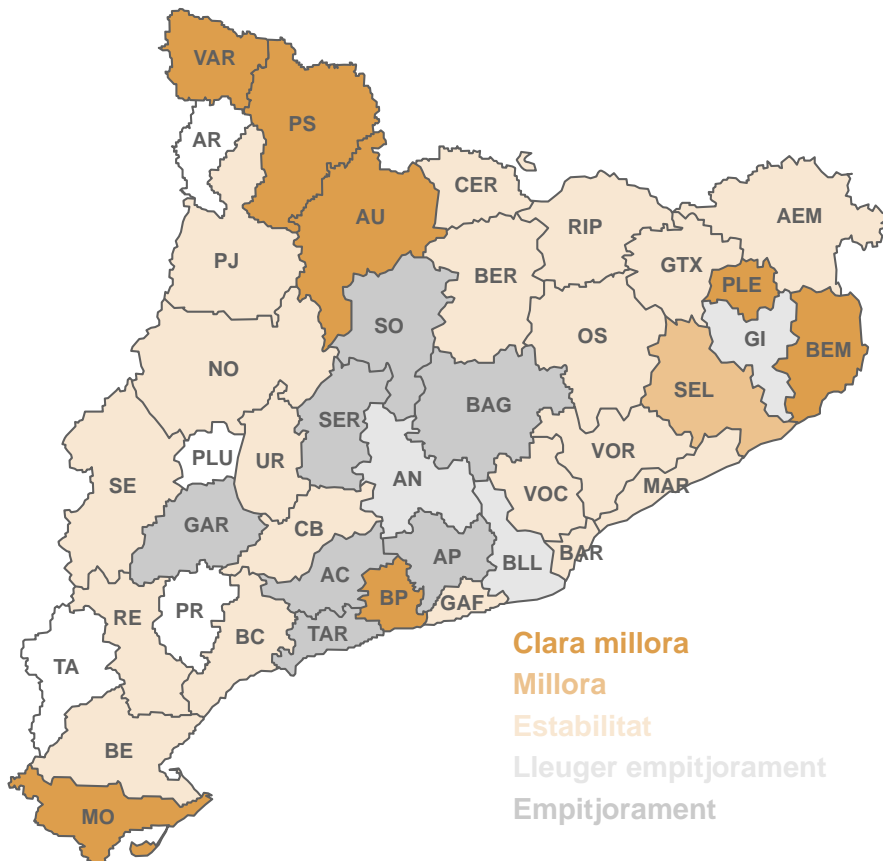 VAR
PS
AR
CER
AEM
AU
RIP
PJ
GTX
BER
PLE
SO
OS
GI
BEM
NO
SEL
BAG
SER
VOR
PLU
UR
AN
SE
MAR
VOC
GAR
CB
BAR
AP
BLL
AC
BP
GAF
PR
RE
BC
TAR
TA
BE
MO
Clara millora
Millora
Estabilitat
Lleuger empitjorament
Empitjorament